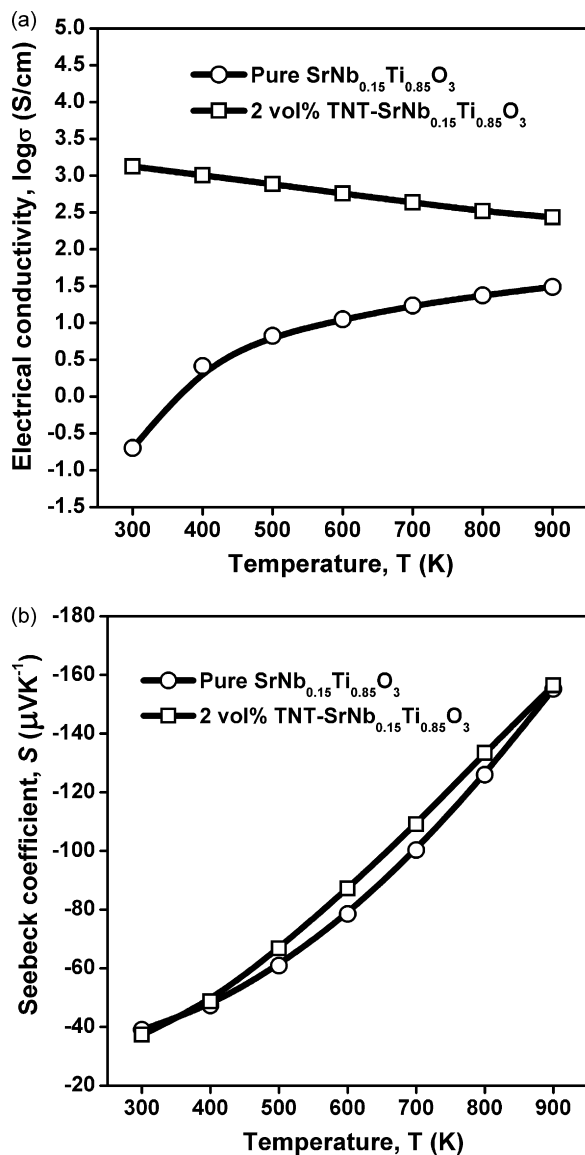 (a)
5.0
4.5
4.0
3.5
3.0
2.5
2.0
1.5
1.0
0.5
0.0
-0.5
-1.0
-1.5
Electrical conductivity, logσ (S/cm)
Pure SrNb0.15Ti0.85O3
2 vol% TNT-SrNb0.15Ti0.85O3
300 400 500 600 700 800 900
Temperature, T (K)
(b)
-180
-160
-140
-120
-100
-80
-60
-40
-20
Seebeck coefficient, S (μVK-1)
Pure SrNb0.15Ti0.85O3
2 vol% TNT-SrNb0.15Ti0.85O3
300 400 500 600 700 800 900
Temperature, T (K)